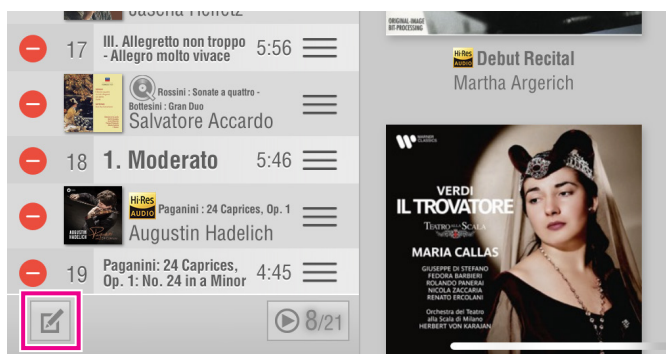 Jascha Heifetz
17
III. Allegretto non troppo
- Allegro molto vivace
5:56
Rossini : Sonate a quattro -
Bottesini : Gran Duo
Salvatore Accardo
18
1. Moderato
5:46
Hi-Res
AUDIO
Paganini : 24 Caprices, Op. 1
Augustin Hadelich
AUGUSTIN
HADELICH
19
Paganini: 24 Caprices,
Op. 1: No. 24 in a Minor
4:45
8/21
ORIGINAL-IMAGE
BIT-PROCESSING
Hi-Res
AUDIO
Debut Recital
Martha Argerich
WARNER
CLASSICS
VERDI
IL TROVATORE
TEATRO ALLA SCALA
MARIA CALLAS
GIUSEPPE DI STEFANO
FEDORA BARBIERI
ROLANDO PANERAI
NICOLA ZACCARIA
RENATO ERCOLANI
Orchestra del Teatro
alla Scala di Milano
HERBERT VON KARAJAN